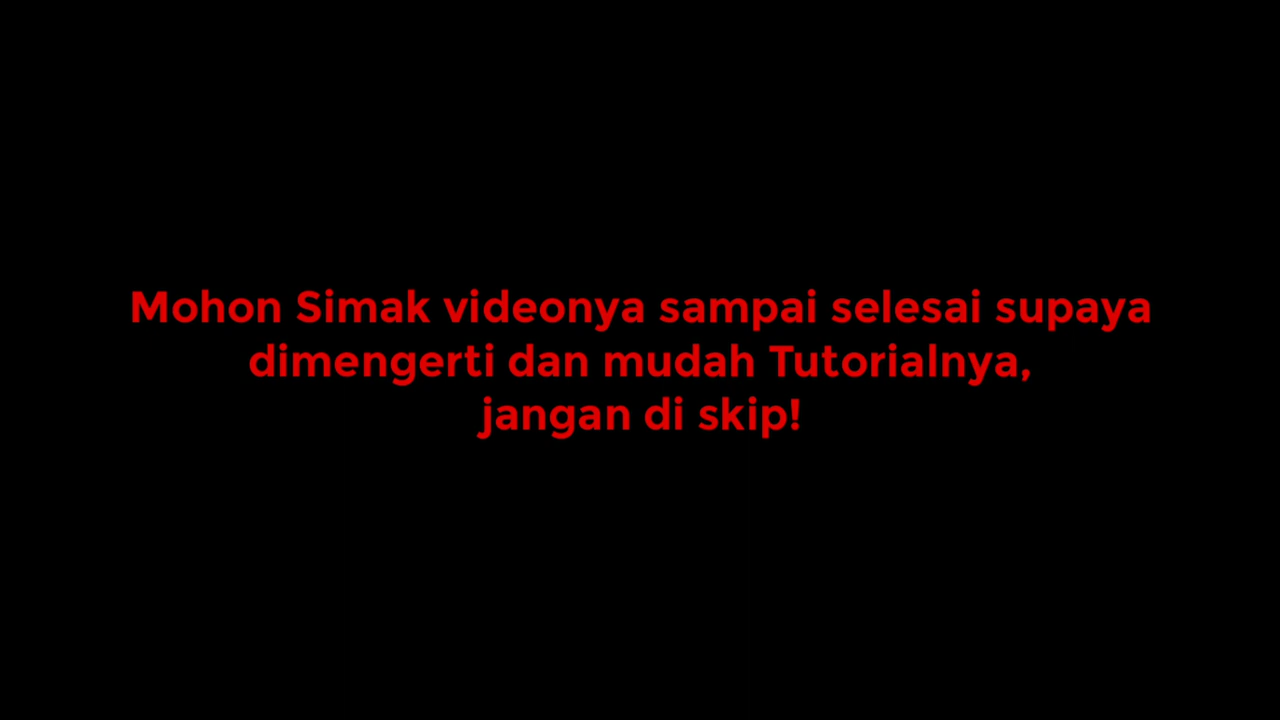 Mohon Simak videonya sampai selesai supaya
dimengerti dan mudah Tutorialnya,
jangan di skip!